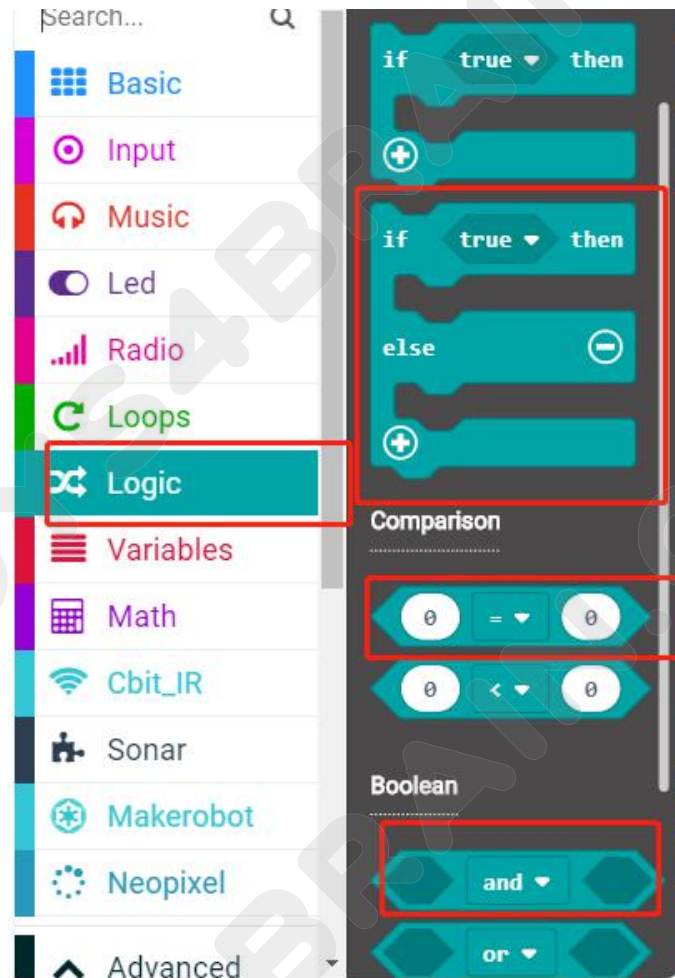 Search...
Basic
Input
Music
Led
Radio
Loops
Logic
Variables
Math
Cbit_IR
Sonar
Makerobot
Neopixel
Advanced
if true then
if true then
else
Comparison
0 = 0
0 < 0
Boolean
and
or